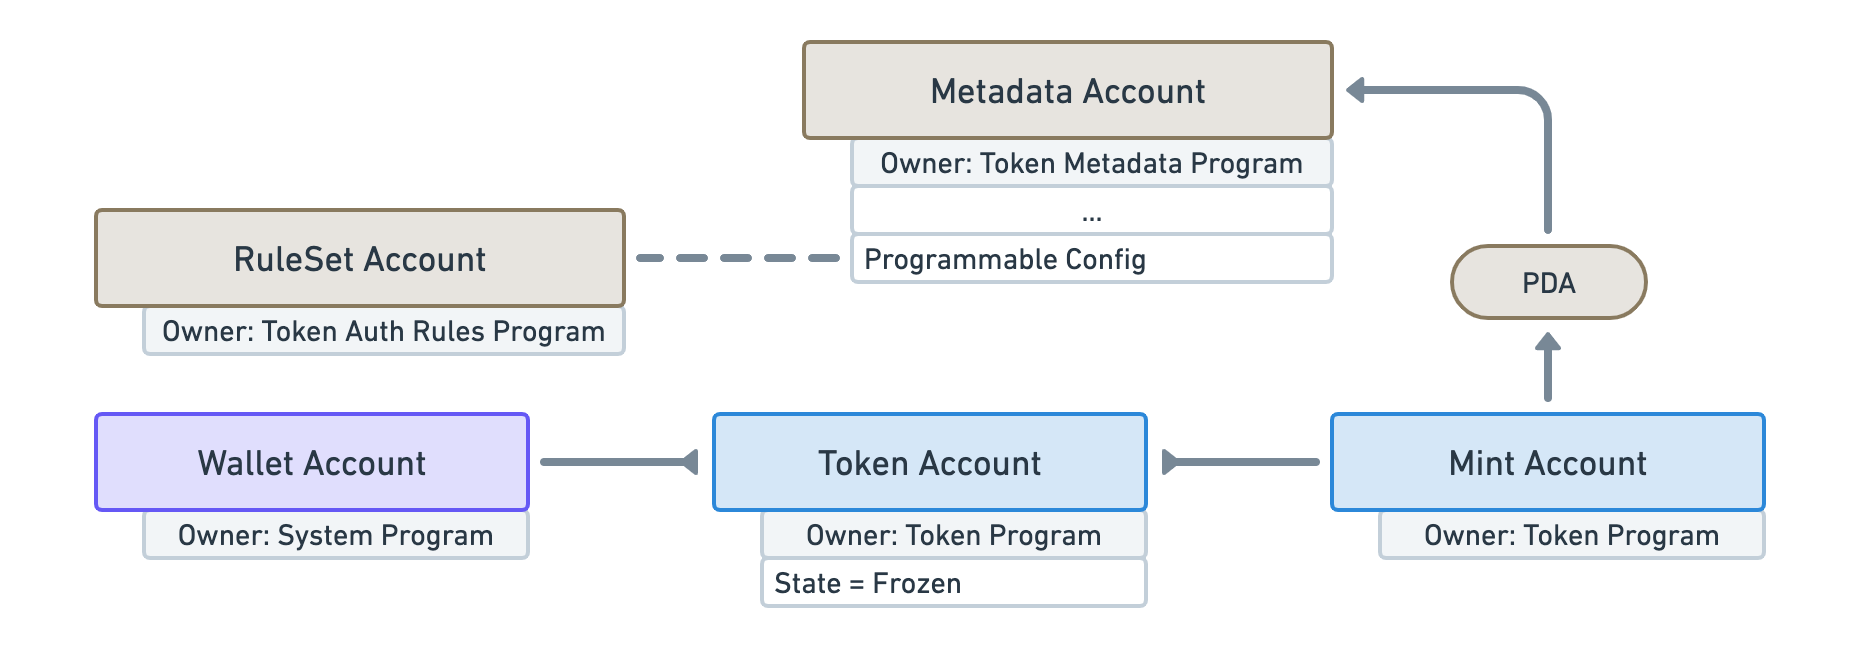 Metadata Account
Owner: Token Metadata Program
...
Programmable Config
RuleSet Account
Owner: Token Auth Rules Program
PDA
Wallet Account
Owner: System Program
Token Account
Owner: Token Program
State = Frozen
Mint Account
Owner: Token Program